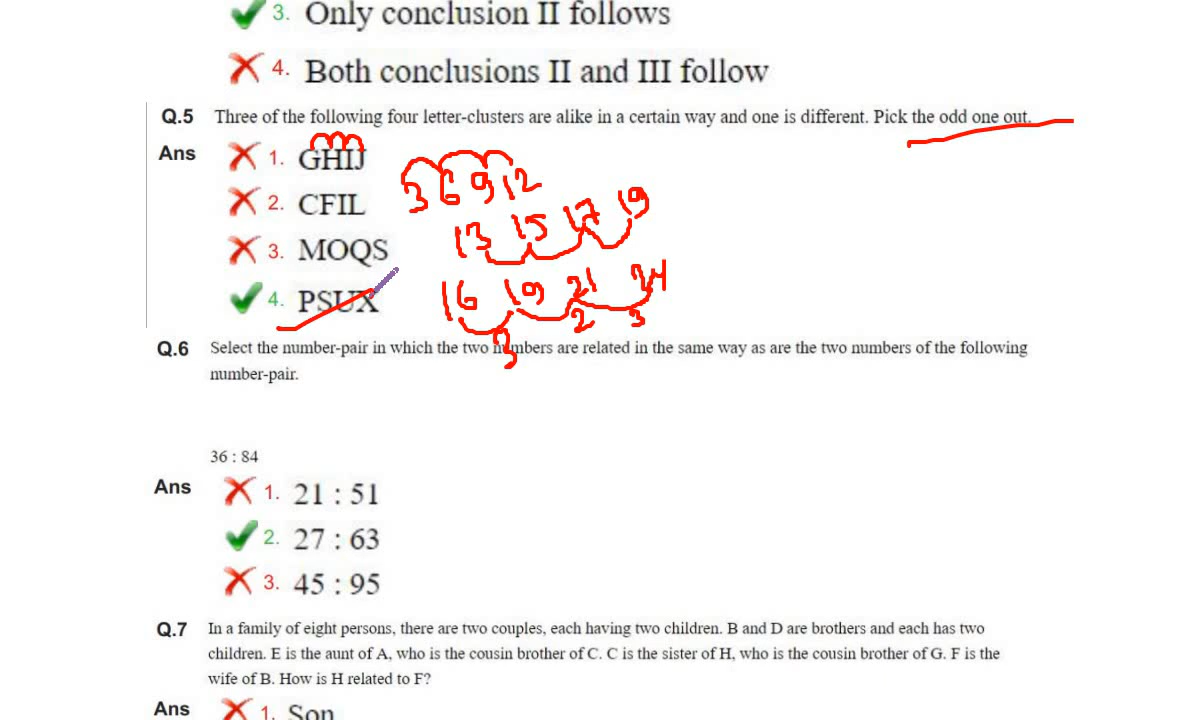 3. Only conclusion II follows
4. Both conclusions II and III follow
Q.5 Three of the following four letter-clusters are alike in a certain way and one is different. Pick the odd one out.
Ans 1. GHIJ
3 6 9 12
2. CFIL
13 15 17 19
3. MOQS
16 19 21 24
4. PSUX
3 2 3
Q.6 Select the number-pair in which the two numbers are related in the same way as are the two numbers of the following
number-pair.
36 : 84
Ans 1. 21 : 51
2. 27 : 63
3. 45 : 95
Q.7 In a family of eight persons, there are two couples, each having two children. B and D are brothers and each has two
children. E is the aunt of A, who is the cousin brother of C. C is the sister of H, who is the cousin brother of G. F is the
wife of B. How is H related to F?
Ans 1. Son